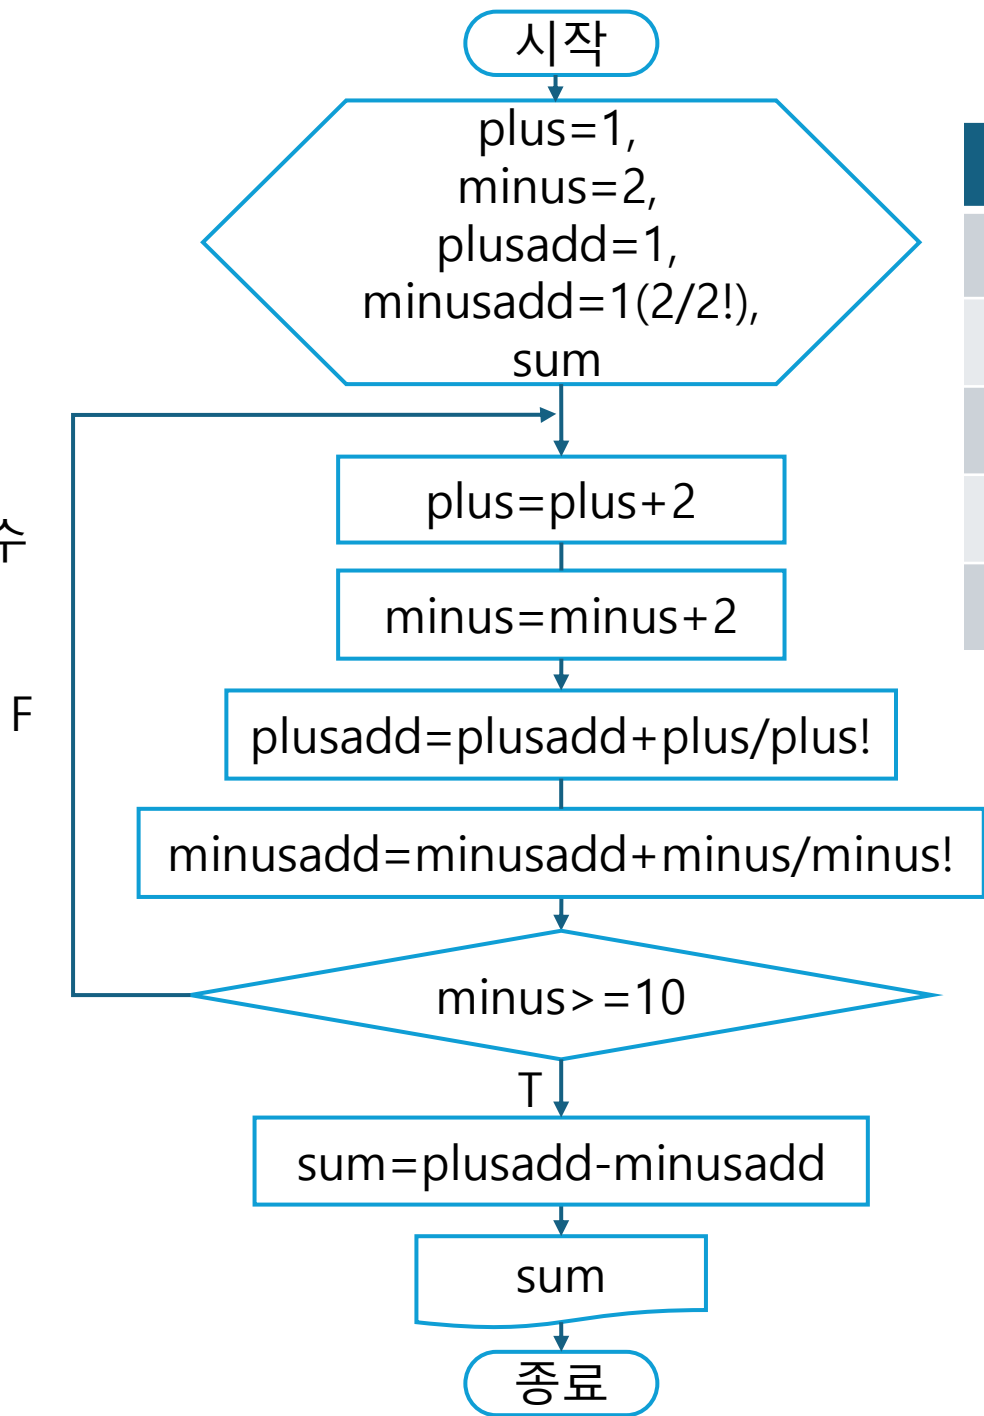 시작
plus=1,
minus=2,
plusadd=1,
minusadd=1(2/2!),
sum
plus=plus+2
수
minus=minus+2
F
plusadd=plusadd+plus/plus!
minusadd=minusadd+minus/minus!
minus>=10
T
sum=plusadd-minusadd
sum
종료